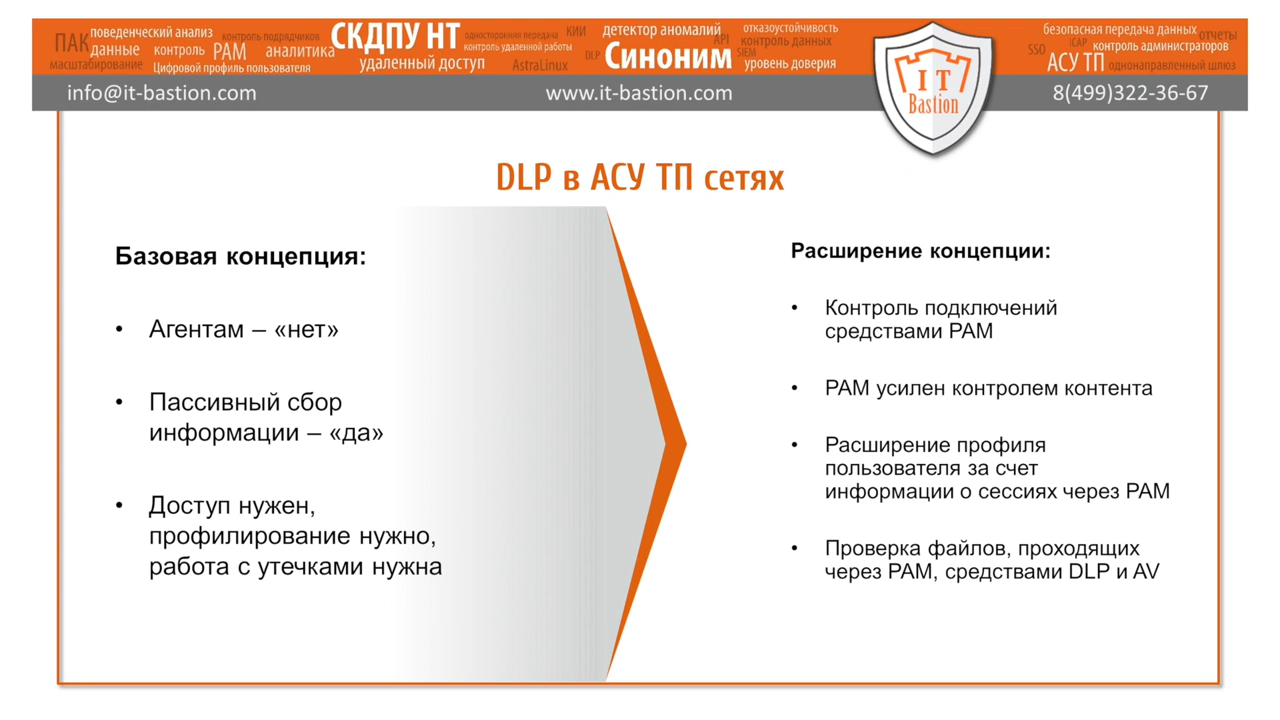 ПАК поведенческий анализ контроль подрядчиков СКДПУ НТ односторонняя передача КИИ детектор аномалий отказоустойчивость безопасная передача данных отчеты
данные контроль PAM аналитика контроль удаленной работы DLP API контроль данных SSO ICAP контроль администраторов
масштабирование Цифровой профиль пользователя удаленный доступ AstraLinux Синоним SIEM уровень доверия АСУ ТП однонаправленный шлюз
info@it-bastion.com www.it-bastion.com 8(499)322-36-67
IT
Bastion
DLP в АСУ ТП сетях
Базовая концепция:
• Агентам – «нет»
• Пассивный сбор
информации – «да»
• Доступ нужен,
профилирование нужно,
работа с утечками нужна
Расширение концепции:
• Контроль подключений
средствами PAM
• PAM усилен контролем контента
• Расширение профиля
пользователя за счет
информации о сессиях через PAM
• Проверка файлов, проходящих
через PAM, средствами DLP и AV